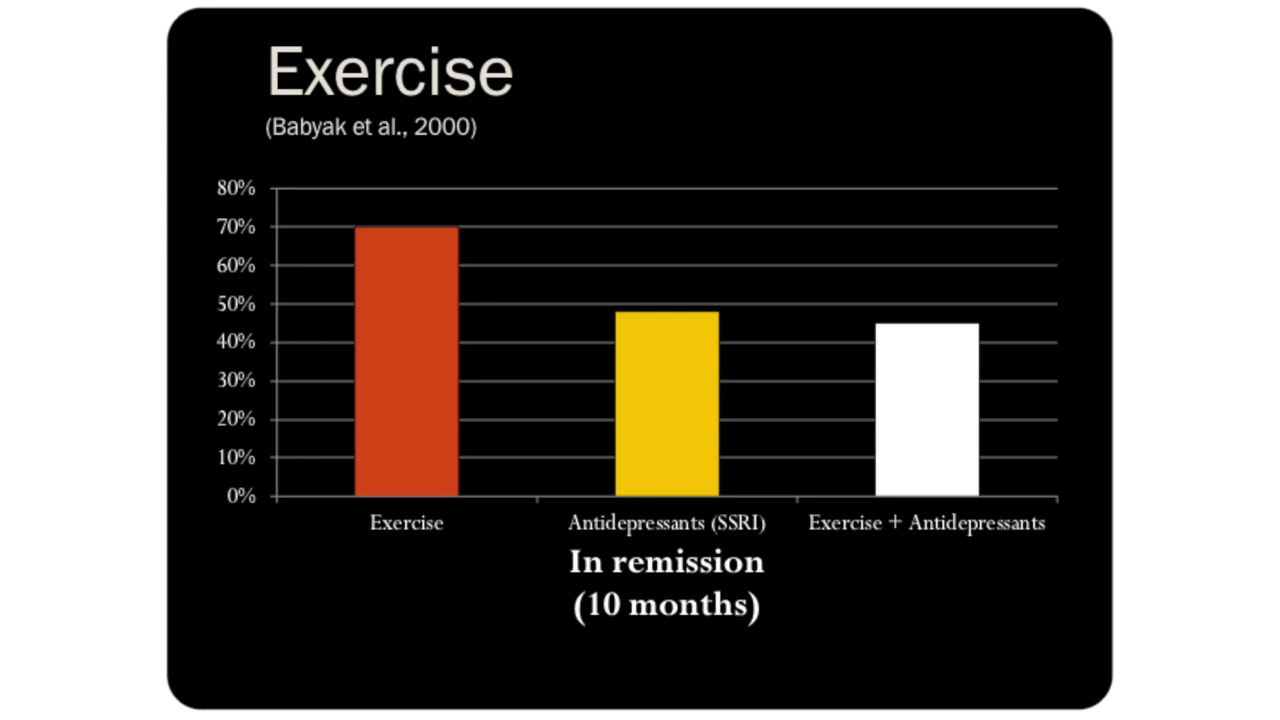 Exercise
(Babyak et al., 2000)
80%
70%
60%
50%
40%
30%
20%
10%
0%
Exercise
Antidepressants (SSRI)
Exercise + Antidepressants
In remission
(10 months)